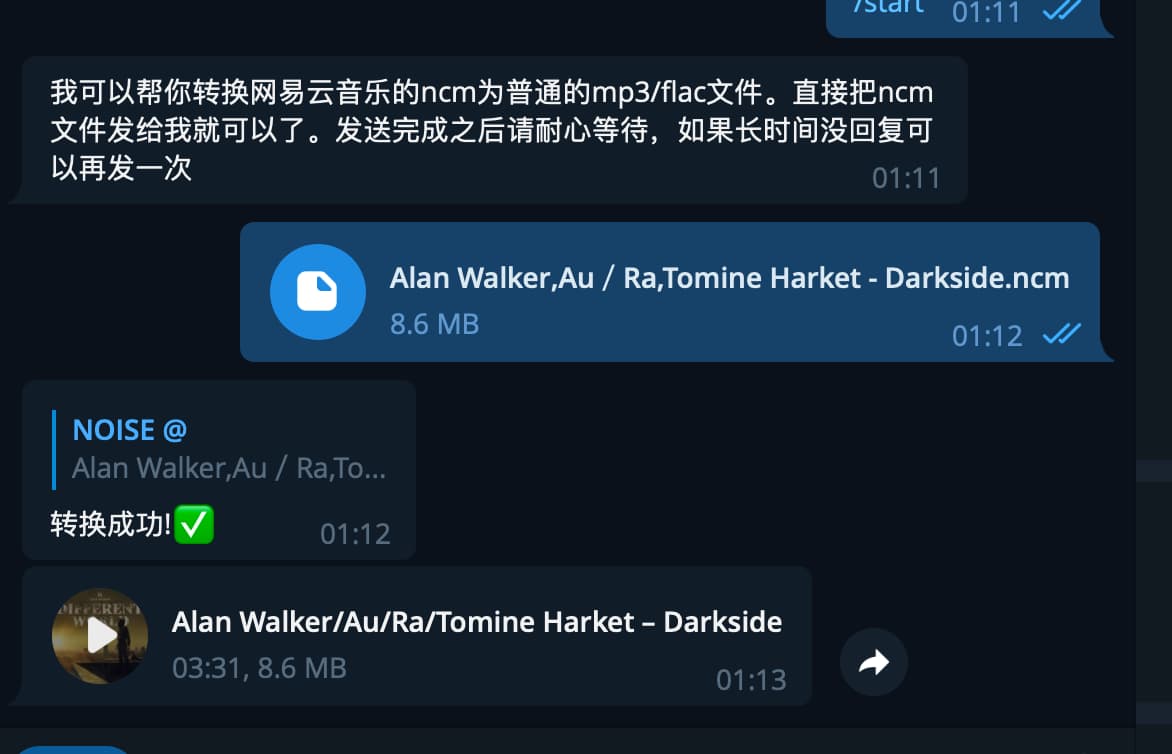 /start 01:11
我可以帮你转换网易云音乐的ncm为普通的mp3/flac文件。直接把ncm
文件发给我就可以了。发送完成之后请耐心等待，如果长时间没回复可
以再发一次
01:11
Alan Walker,Au / Ra,Tomine Harket - Darkside.ncm
8.6 MB
01:12
NOISE @
Alan Walker,Au / Ra,To...
转换成功!✅ 01:12
DIFFERENT
WORLD
Alan Walker/Au/Ra/Tomine Harket – Darkside
03:31, 8.6 MB
01:13